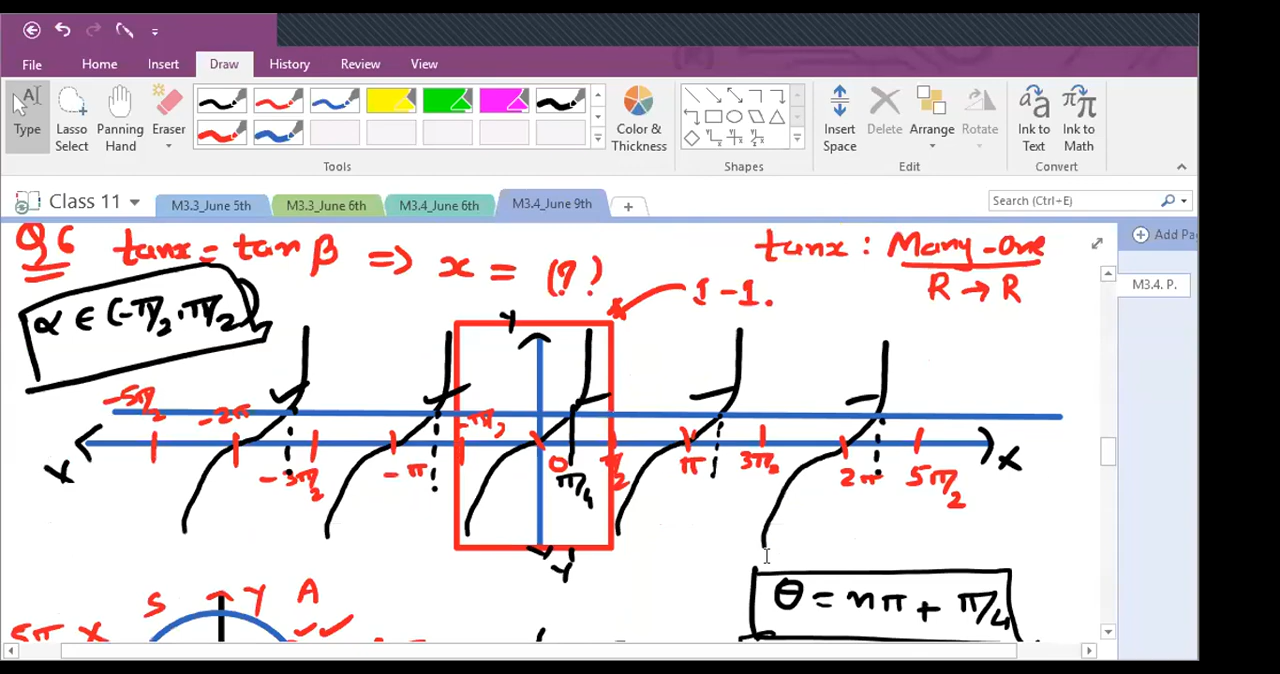 File Home Insert Draw History Review View
Type
Lasso Select
Panning Hand
Eraser
Color & Thickness
Insert Space
Delete
Arrange
Rotate
Ink to Text
Ink to Math
Tools
Shapes
Edit
Convert
Class 11
M3.3_June 5th
M3.3_June 6th
M3.4_June 6th
M3.4_June 9th
Search (Ctrl+E)
Add Pa
M3.4. P.
Q6 tanx = tan β => x = (?)
tanx : Many-One
R → R
α ∈ (-π/2, π/2)
1-1.
Y
-5π/2 -2π -3π/2 -π -π/2 0 π/4 π/2 π 3π/2 2π 5π/2
X X
Y
θ = nπ + π/4
S Y A
5π X